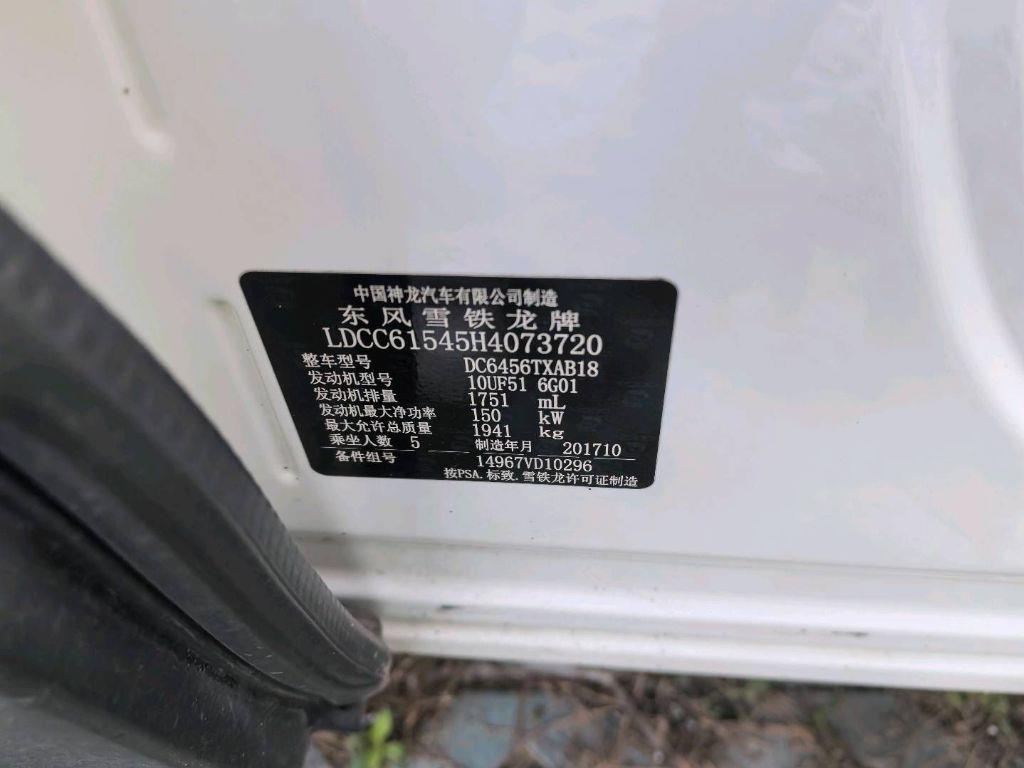 中国神龙汽车有限公司制造
东风雪铁龙牌
LDCC61545H4073720
整车型号 DC6456TXAB18
发动机型号 10UF51 6G01
发动机排量 1751 mL
发动机最大净功率 150 kW
最大允许总质量 1941 kg
乘坐人数 5 制造年月 201710
备件组号 14967VD10296
按PSA.标致.雪铁龙许可证制造